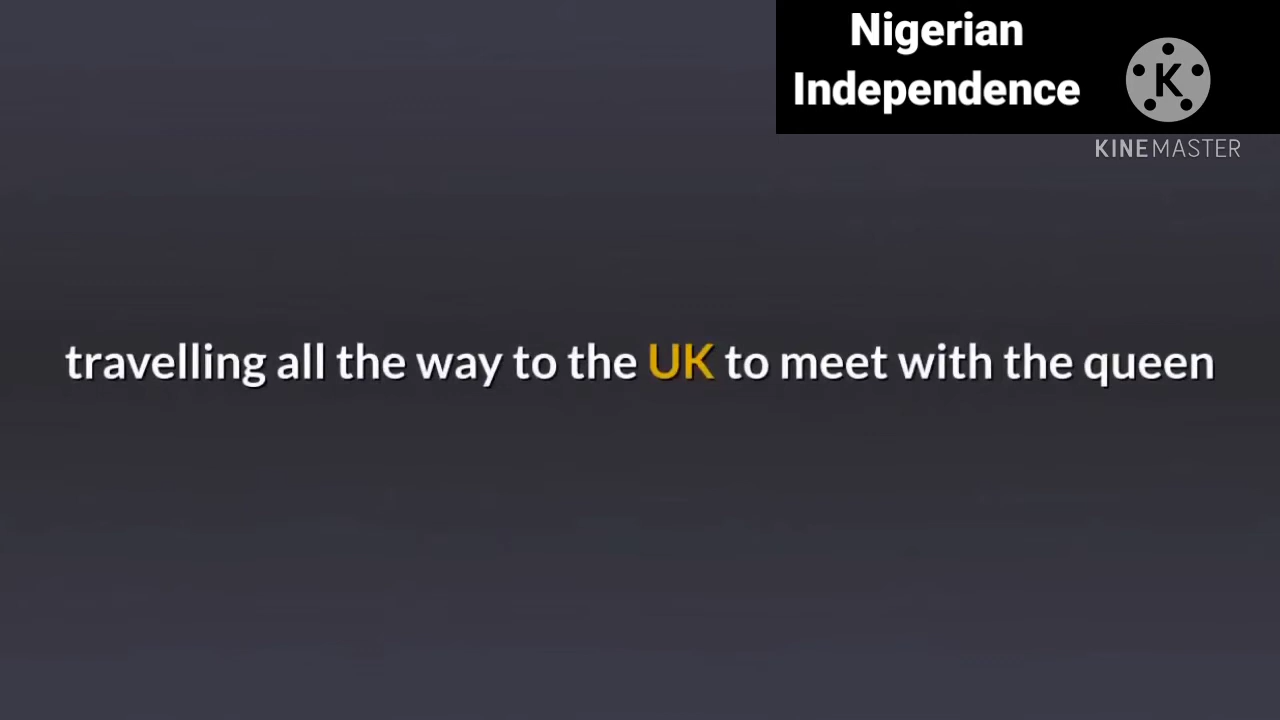 Nigerian
Independence
K
KINEMASTER
travelling all the way to the UK to meet with the queen